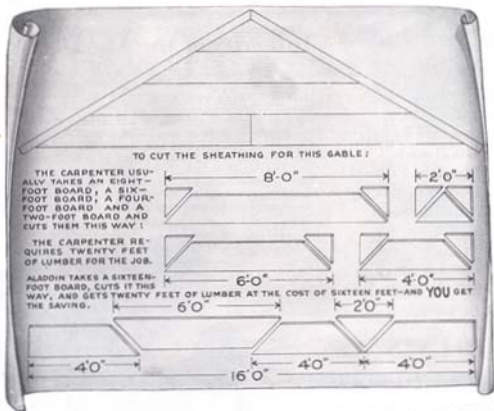 TO CUT THE SHEATHING FOR THIS GABLE:
THE CARPENTER USU-
ALLY TAKES AN EIGHT-
FOOT BOARD, A SIX-
FOOT BOARD, A FOUR-
FOOT BOARD AND A
TWO-FOOT BOARD AND
CUTS THEM THIS WAY:
8'-0"
2'0"
THE CARPENTER RE-
QUIRES TWENTY FEET
OF LUMBER FOR THE JOB.
6'0"
4'0"
ALADDIN TAKES A SIXTEEN-
FOOT BOARD, CUTS IT THIS
WAY, AND GETS TWENTY FEET OF LUMBER AT THE COST OF SIXTEEN FEET-AND YOU GET
THE SAVING.
6'0"
2'0"
4'0"
4'0"
4'0"
16'0"